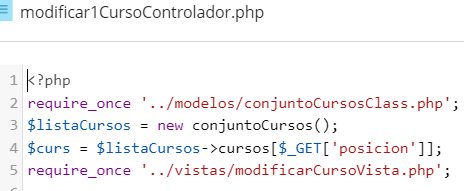 modificar1CursoControlador.php
1 <?php
2 require_once '../modelos/conjuntoCursosClass.php';
3 $listaCursos = new conjuntoCursos();
4 $curs = $listaCursos->cursos[$_GET['posicion']];
5 require_once '../vistas/modificarCursoVista.php';
6